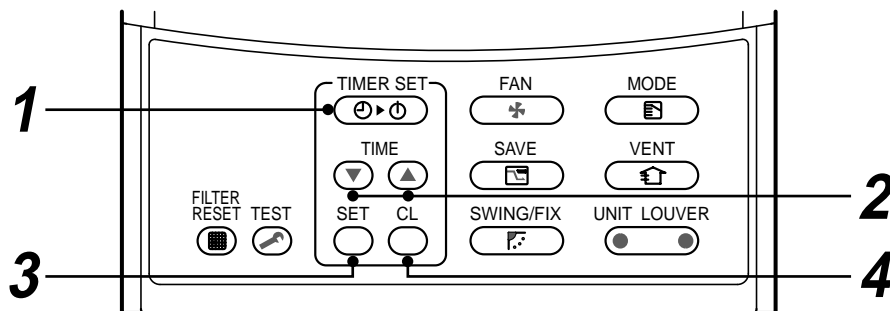 TIMER SET FAN MODE
1
TIME SAVE VENT
2
FILTER
RESET TEST SET CL SWING/FIX UNIT LOUVER
3 4